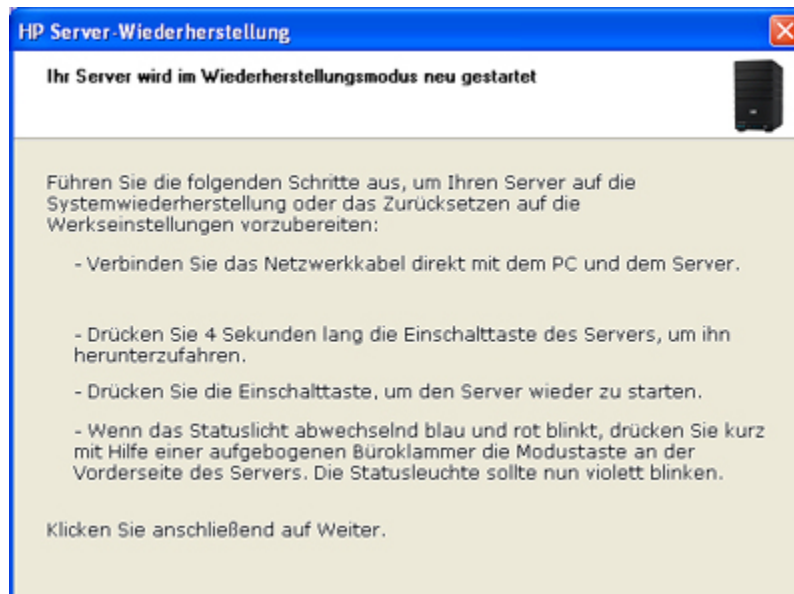 HP Server-Wiederherstellung
Ihr Server wird im Wiederherstellungsmodus neu gestartet
Führen Sie die folgenden Schritte aus, um Ihren Server auf die
Systemwiederherstellung oder das Zurücksetzen auf die
Werkseinstellungen vorzubereiten:
- Verbinden Sie das Netzwerkkabel direkt mit dem PC und dem Server.
- Drücken Sie 4 Sekunden lang die Einschalttaste des Servers, um ihn
herunterzufahren.
- Drücken Sie die Einschalttaste, um den Server wieder zu starten.
- Wenn das Statuslicht abwechselnd blau und rot blinkt, drücken Sie kurz
mit Hilfe einer aufgebogenen Büroklammer die Modustaste an der
Vorderseite des Servers. Die Statusleuchte sollte nun violett blinken.
Klicken Sie anschließend auf Weiter.